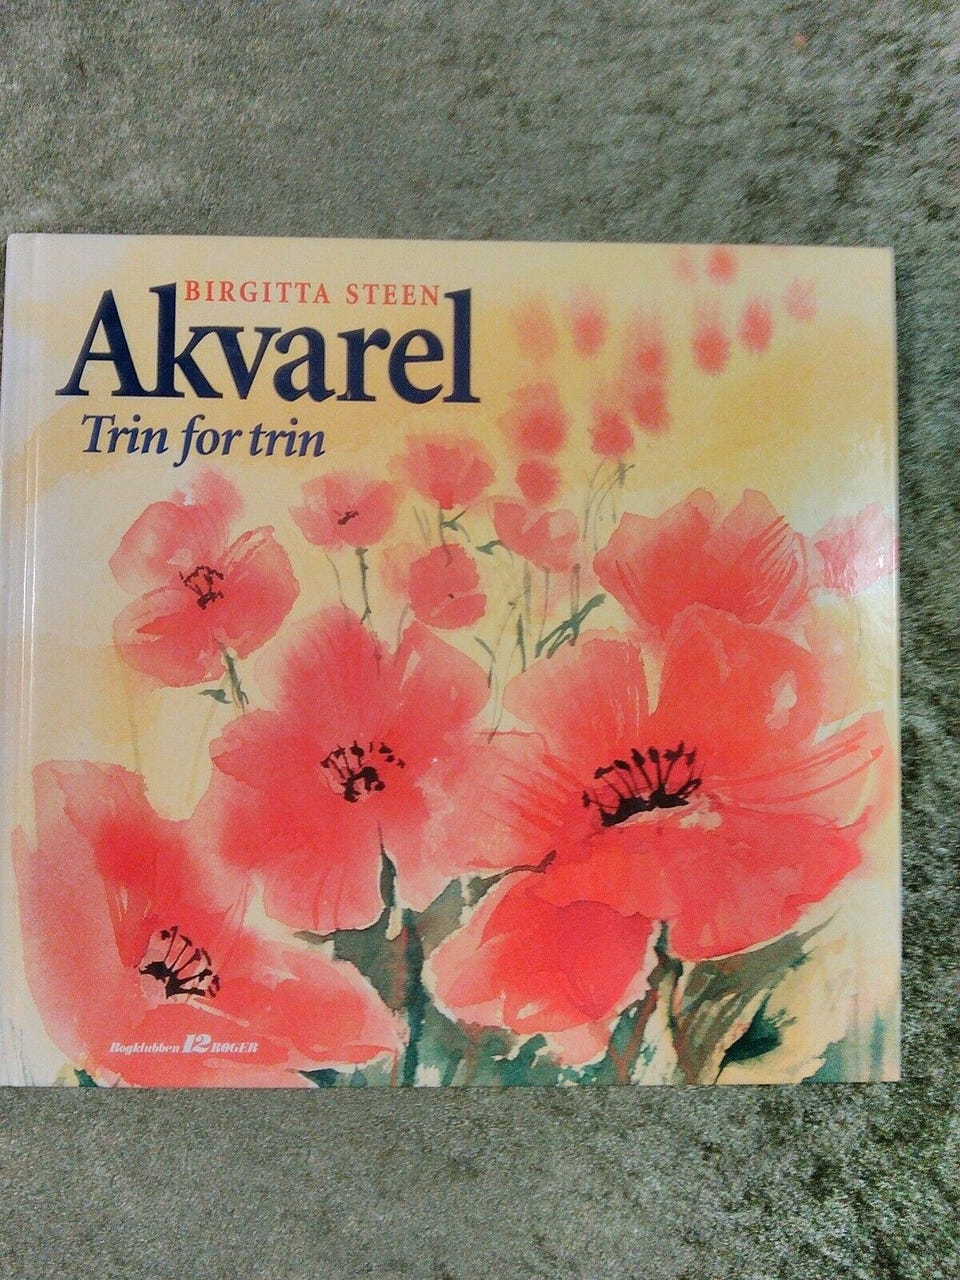 BIRGITTA STEEN
Akvarel
Trin for trin
Bogklubben 12 BØGER